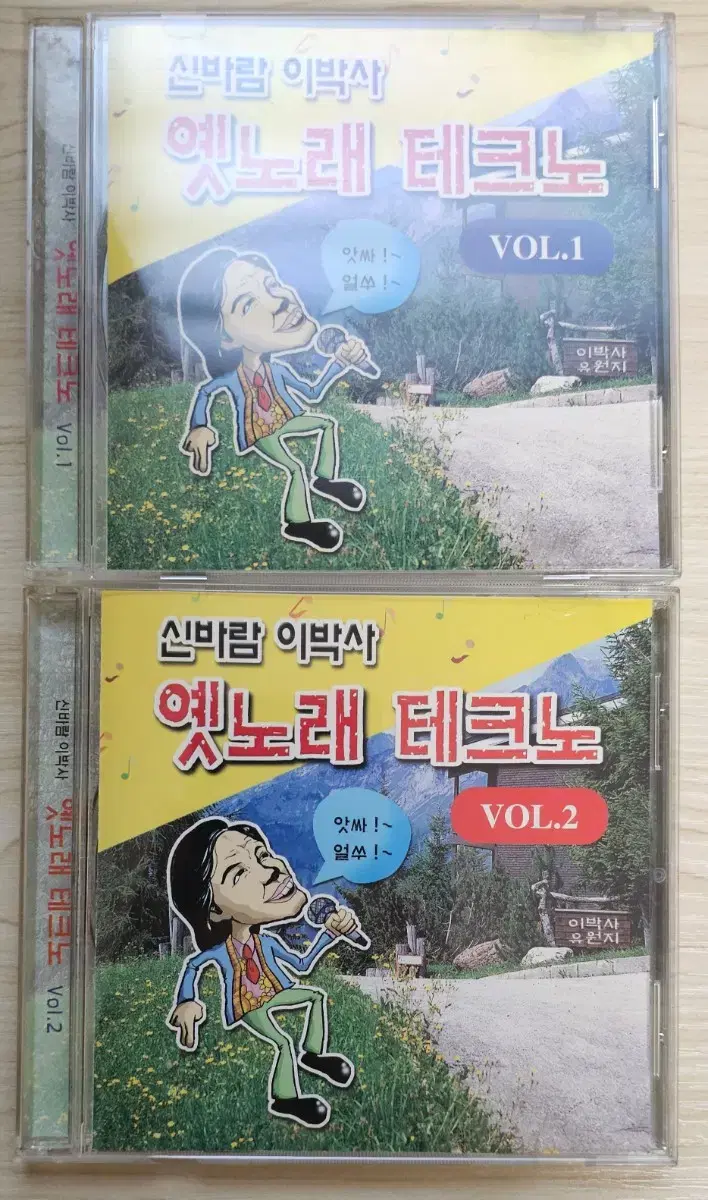 신바람 이박사
옛노래 테크노
VOL.1
앗싸!~
얼쑤!~
이박사
유원지
신바람 이박사 옛노래 테크노 Vol.1
신바람 이박사
옛노래 테크노
VOL.2
앗싸!~
얼쑤!~
이박사
유원지
신바람 이박사 옛노래 테크노 Vol.2